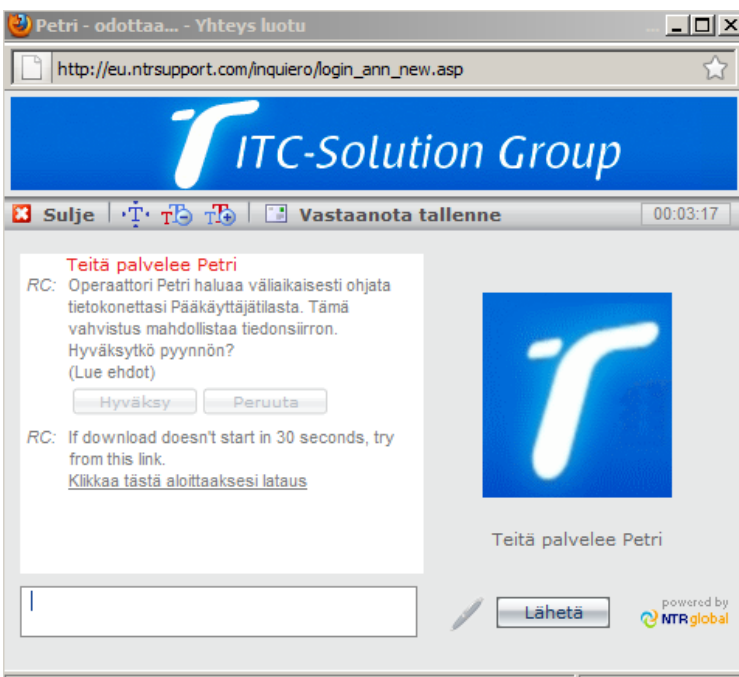 Petri - odottaa... - Yhteys luotu
http://eu.ntrsupport.com/inquiero/login_ann_new.asp
ITC-Solution Group
Sulje T T T Vastaanota tallenne 00:03:17
Teitä palvelee Petri
RC: Operaattori Petri haluaa väliaikaisesti ohjata
tietokonettasi Pääkäyttäjätilasta. Tämä
vahvistus mahdollistaa tiedonsiirron.
Hyväksytkö pyynnön?
(Lue ehdot)
Hyväksy Peruuta
RC: If download doesn't start in 30 seconds, try
from this link.
Klikkaa tästä aloittaaksesi lataus
Teitä palvelee Petri
Lähetä
powered by
NTRglobal